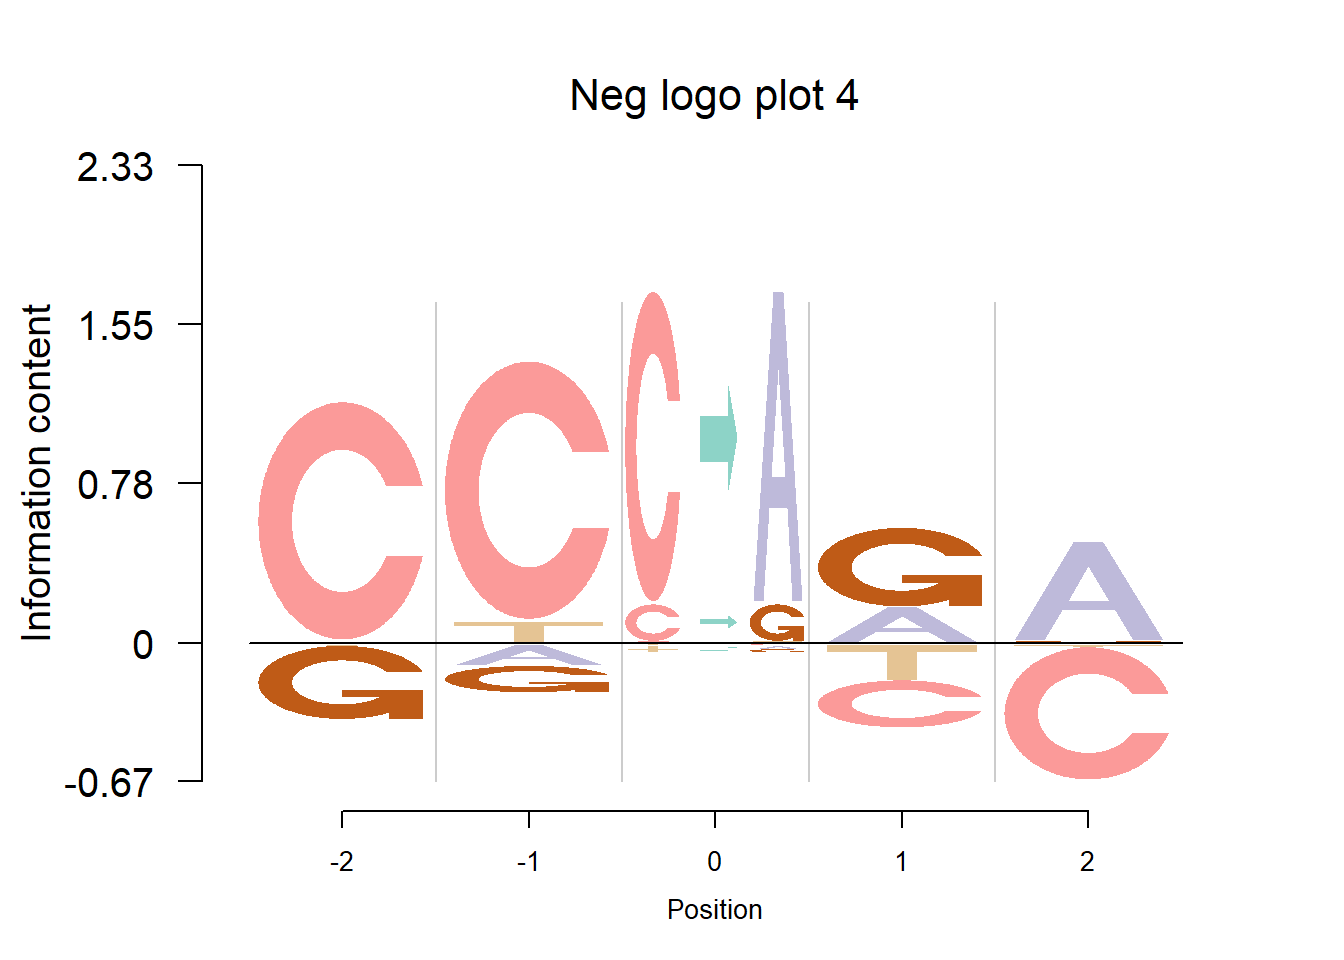 Neg logo plot 4
Information content
2.33
1.55
0.78
0
-0.67
C C C A
G A
T C G A
G A T
G C C
-2 -1 0 1 2
Position